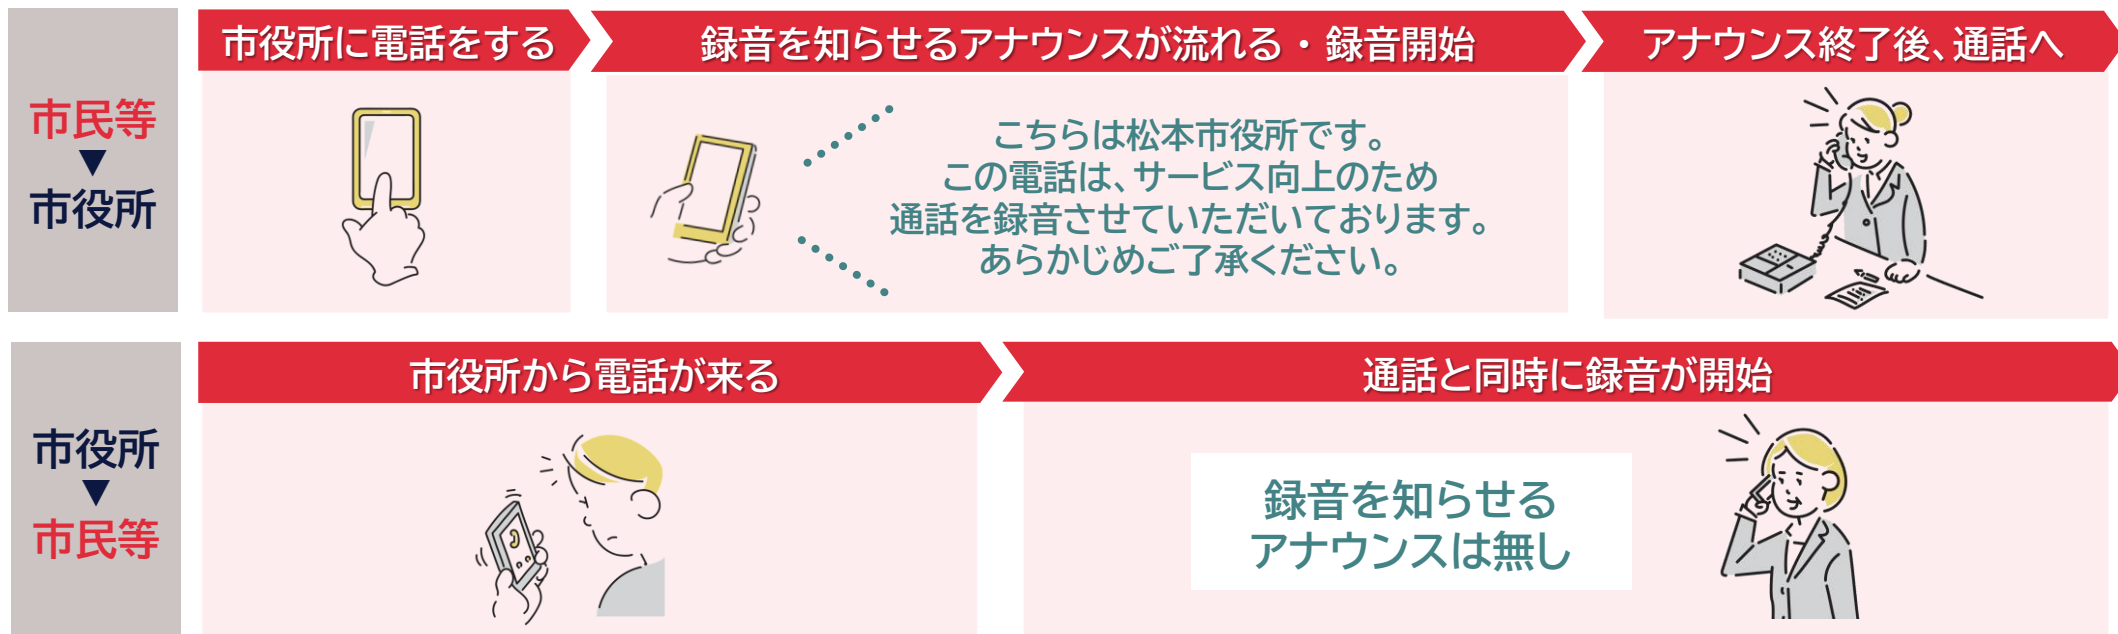 市民等
▼
市役所
市役所に電話をする
録音を知らせるアナウンスが流れる・録音開始
こちらは松本市役所です。
この電話は、サービス向上のため
通話を録音させていただいております。
あらかじめご了承ください。
アナウンス終了後、通話へ
市役所
▼
市民等
市役所から電話が来る
通話と同時に録音が開始
録音を知らせる
アナウンスは無し